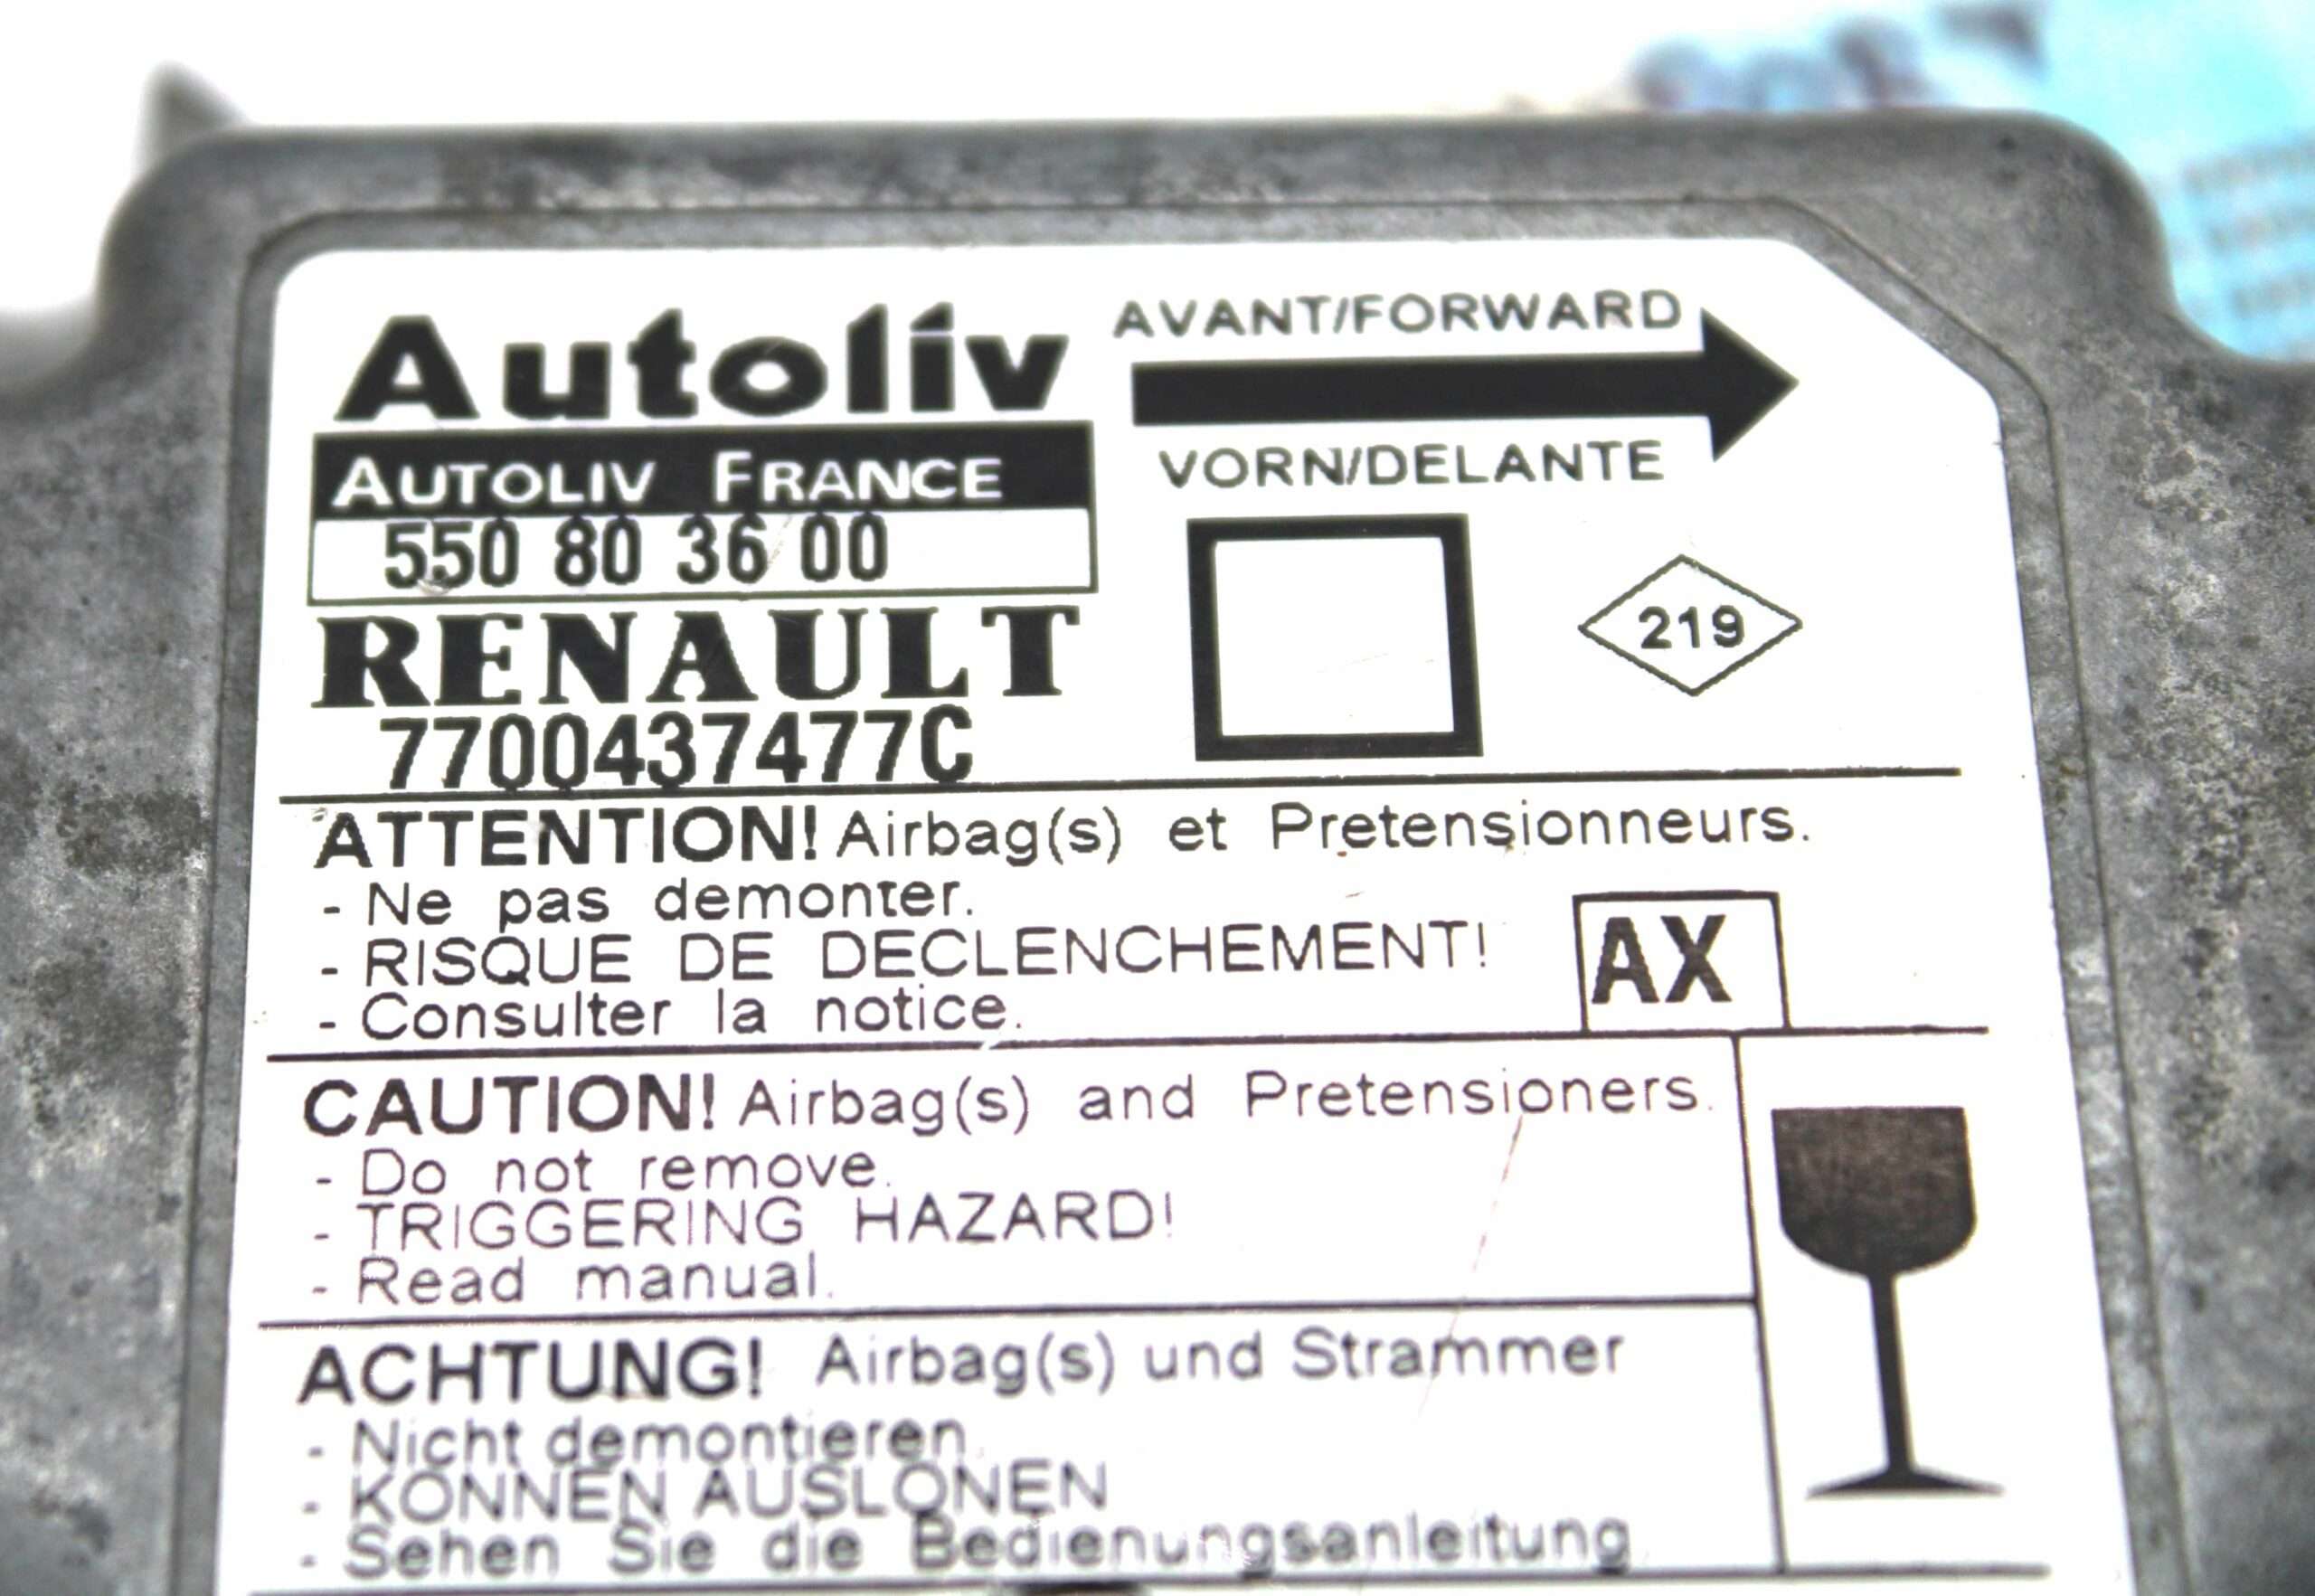 Autoliv
AUTOLIV FRANCE
550 80 36 00
RENAULT
7700437477C
AVANT/FORWARD
VORN/DELANTE
219
ATTENTION! Airbag(s) et Pretensionneurs.
- Ne pas demonter.
- RISQUE DE DECLENCHEMENT!
- Consulter la notice.
AX
CAUTION! Airbag(s) and Pretensioners.
- Do not remove.
- TRIGGERING HAZARD!
- Read manual.
ACHTUNG! Airbag(s) und Strammer
- Nicht demontieren.
- KONNEN AUSLONEN
- Sehen Sie die Bedienungsanleitung